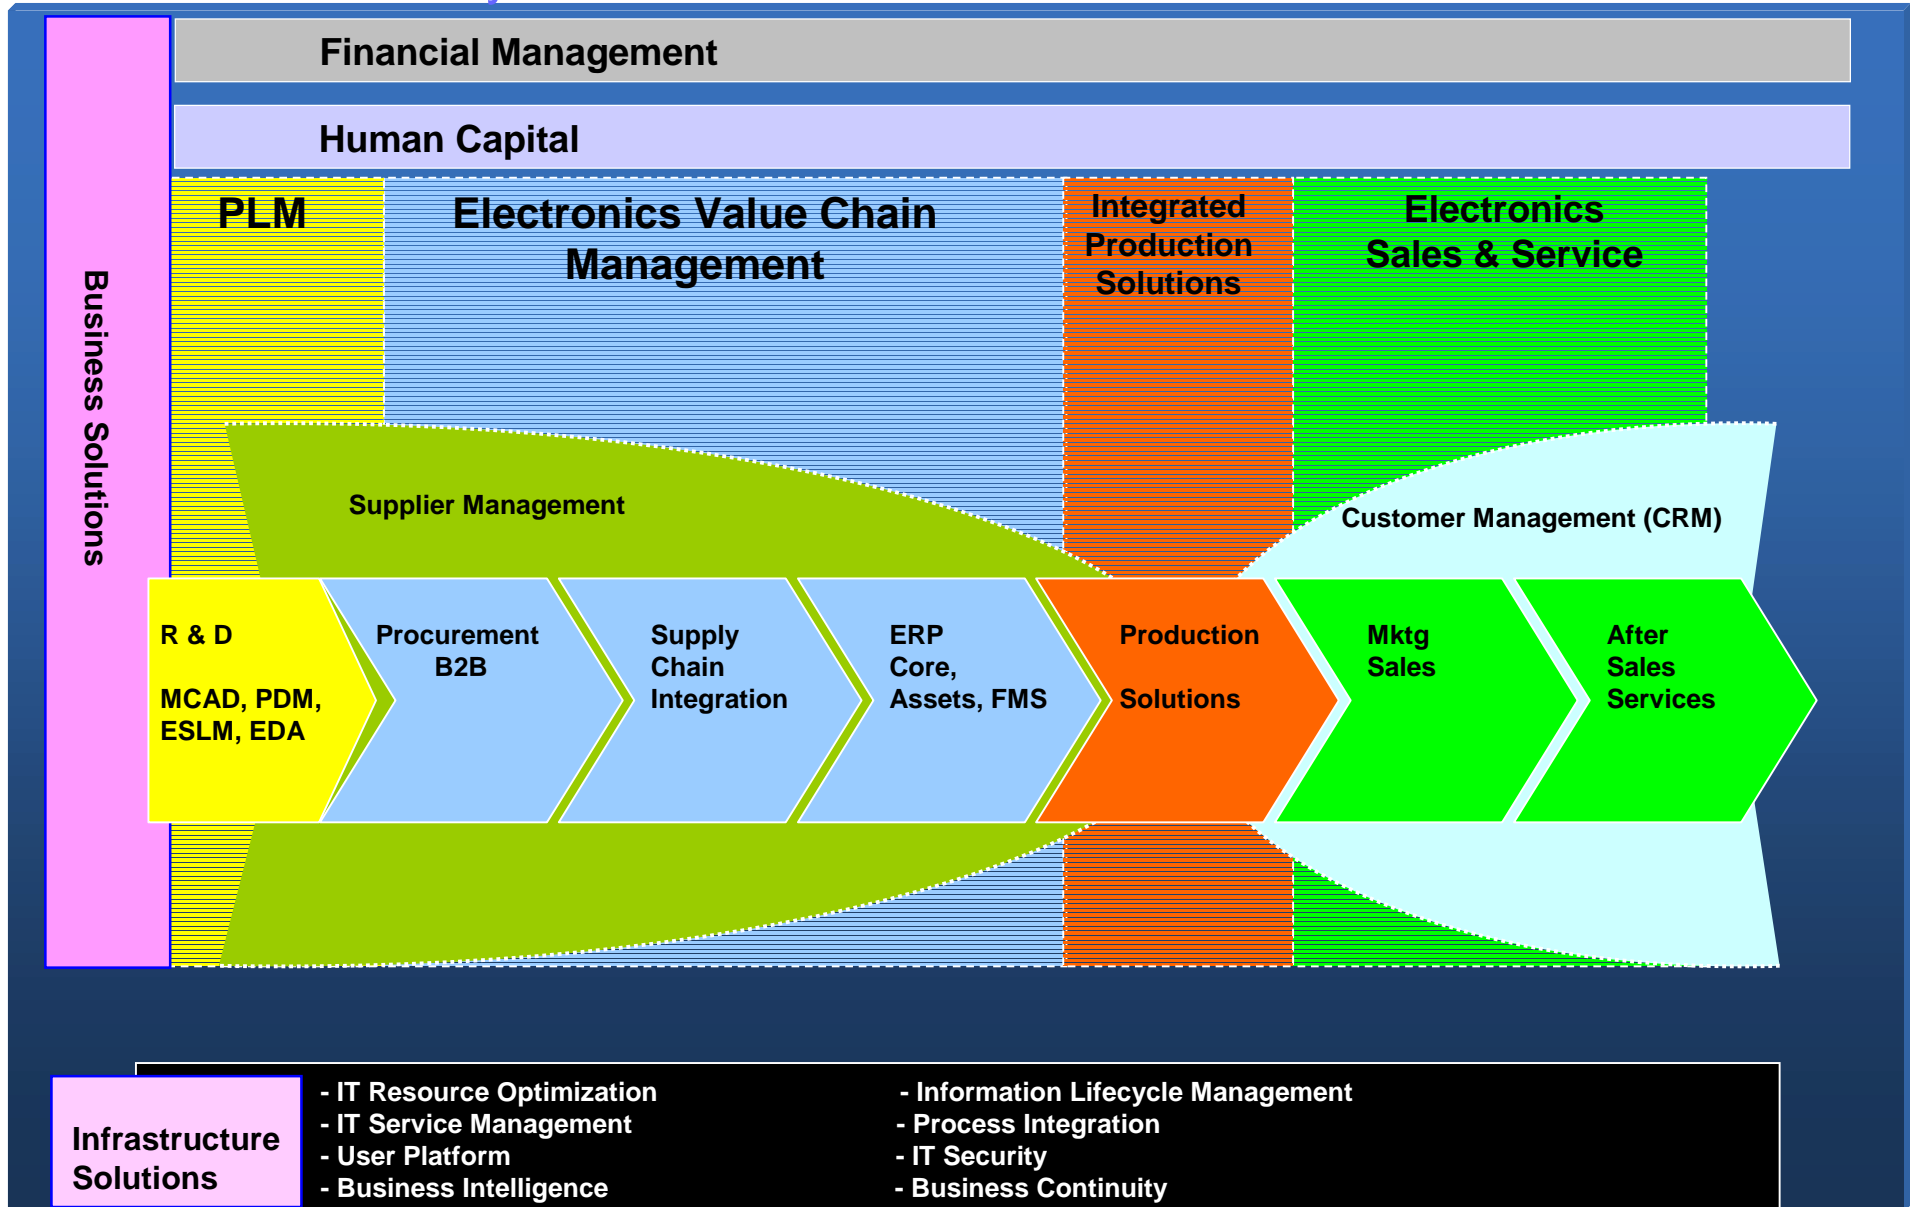 Financial Management
Human Capital
Business Solutions
PLM
Electronics Value Chain
Management
Integrated
Production
Solutions
Electronics
Sales & Service
Supplier Management
Customer Management (CRM)
R & D
MCAD, PDM,
ESLM, EDA
Procurement
B2B
Supply
Chain
Integration
ERP
Core,
Assets, FMS
Production
Solutions
Mktg
Sales
After
Sales
Services
Infrastructure
Solutions
- IT Resource Optimization
- IT Service Management
- User Platform
- Business Intelligence
- Information Lifecycle Management
- Process Integration
- IT Security
- Business Continuity